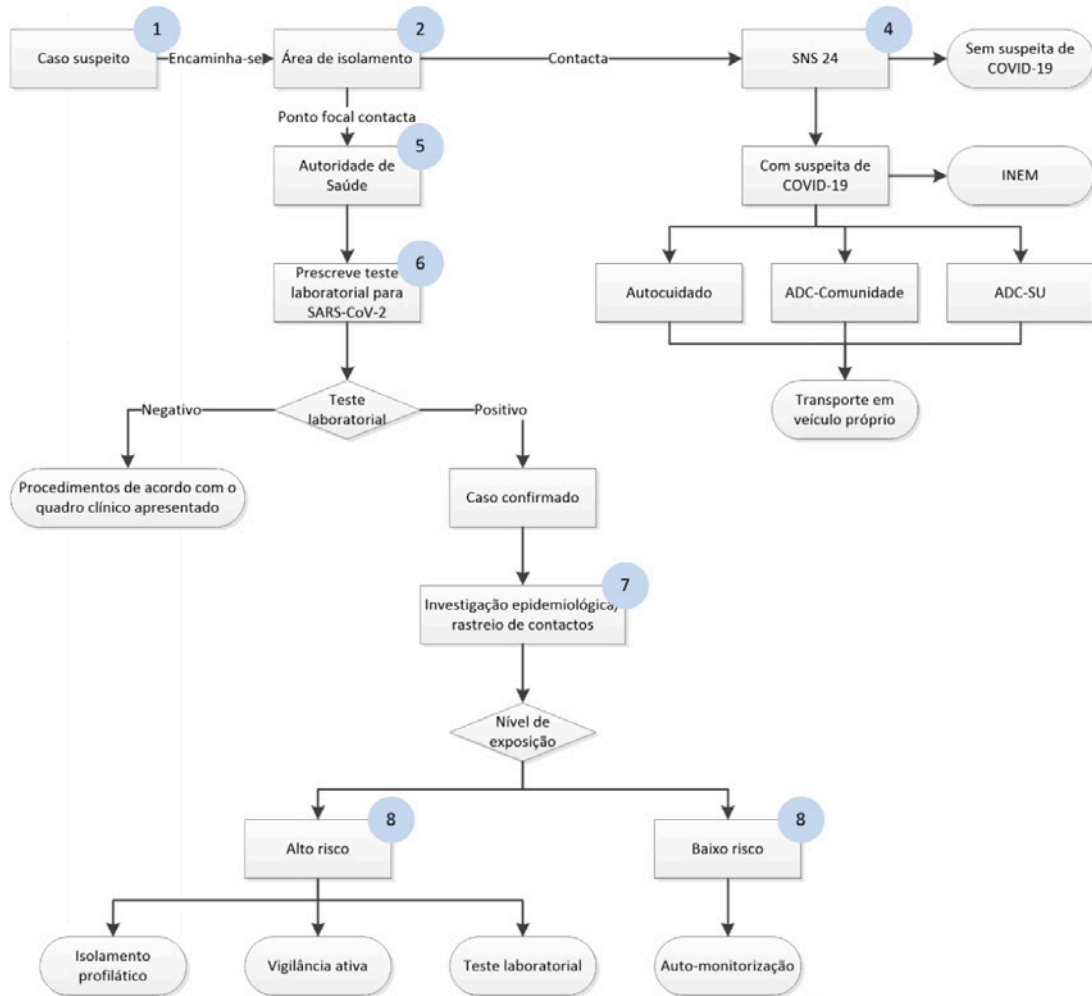 1
2
4
Caso suspeito
Encaminha-se
Área de isolamento
Contacta
SNS 24
Sem suspeita de
COVID-19
Ponto focal contacta
5
Autoridade de
Saúde
Com suspeita de
COVID-19
INEM
6
Prescreve teste
laboratorial para
SARS-CoV-2
Autocuidado
ADC-Comunidade
ADC-SU
Teste
laboratorial
Negativo
Positivo
Transporte em
veículo próprio
Procedimentos de acordo com o
quadro clínico apresentado
Caso confirmado
7
Investigação epidemiológica/
rastreio de contactos
Nível de
exposição
8
8
Alto risco
Baixo risco
Isolamento
profilático
Vigilância ativa
Teste laboratorial
Auto-monitorização